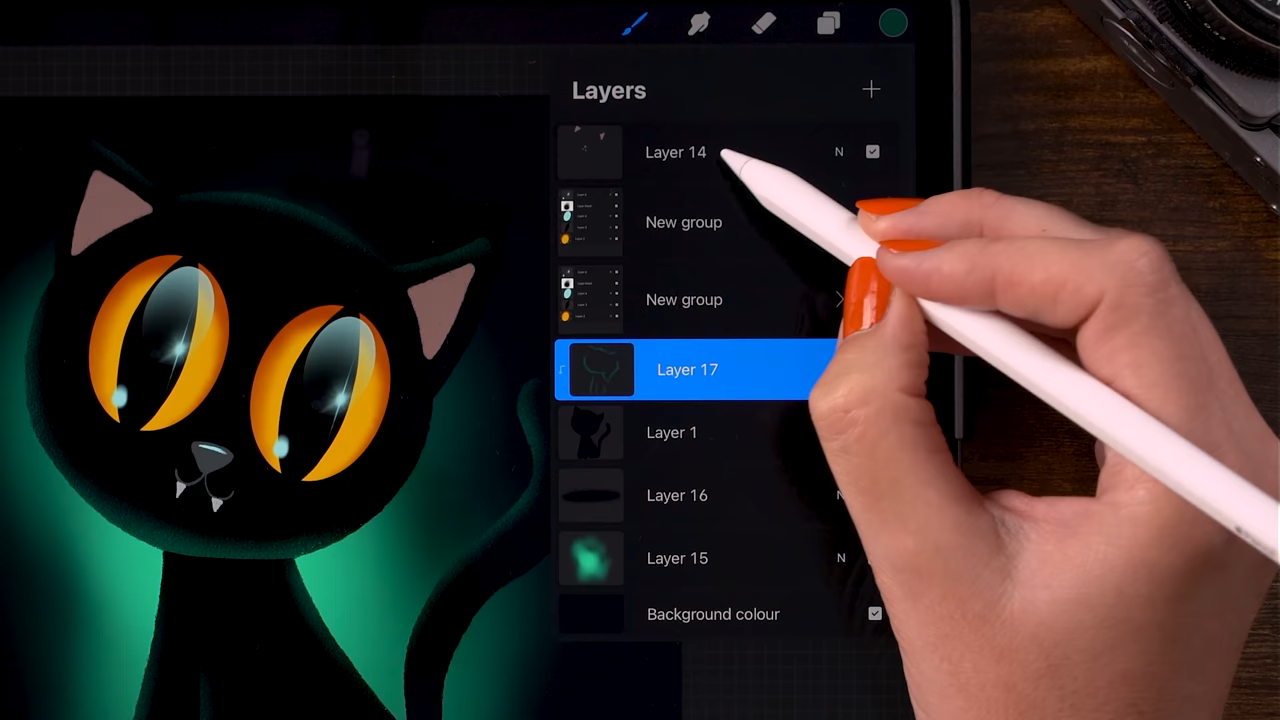 Layers
Layer 14 N
New group
New group
Layer 17
Layer 1
Layer 16 N
Layer 15 N
Background colour